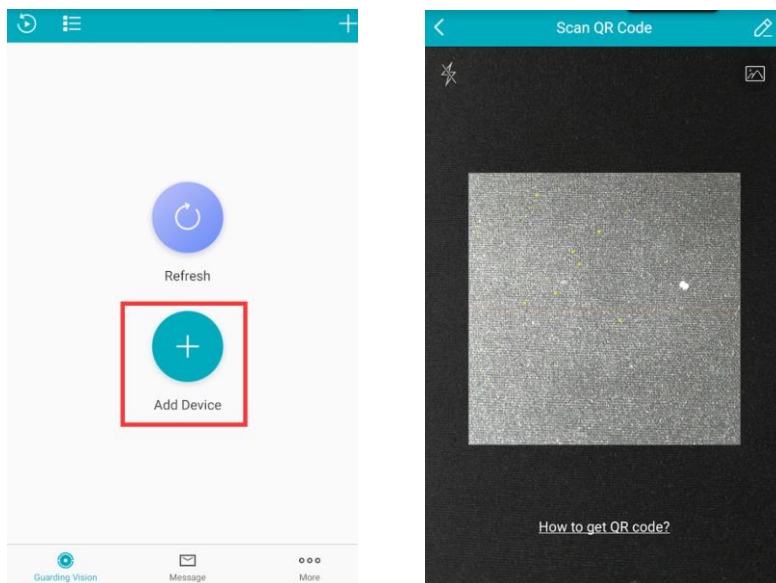 Refresh
Add Device
Guarding Vision
Message
More
Scan QR Code
How to get QR code?